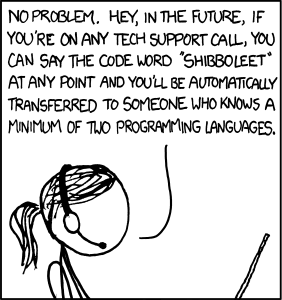 NO PROBLEM. HEY, IN THE FUTURE, IF
YOU'RE ON ANY TECH SUPPORT CALL, YOU
CAN SAY THE CODE WORD "SHIBBOLEET"
AT ANY POINT AND YOU'LL BE AUTOMATICALLY
TRANSFERRED TO SOMEONE WHO KNOWS A
MINIMUM OF TWO PROGRAMMING LANGUAGES.